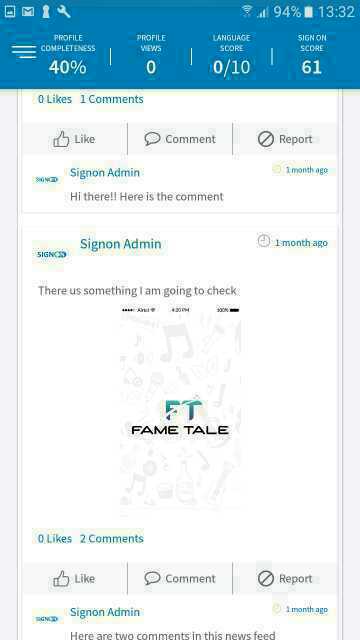 94% 13:32
PROFILE COMPLETENESS
40%
PROFILE VIEWS
0
LANGUAGE SCORE
0/10
SIGN ON SCORE
61
0 Likes 1 Comments
Like Comment Report
SIGNON Signon Admin 1 month ago
Hi there!! Here is the comment
SIGNON Signon Admin 1 month ago
There us something I am going to check
Airtel 4:20 PM 100%
FT
FAME TALE
0 Likes 2 Comments
Like Comment Report
SIGNON Signon Admin 1 month ago
Here are two comments in this news feed